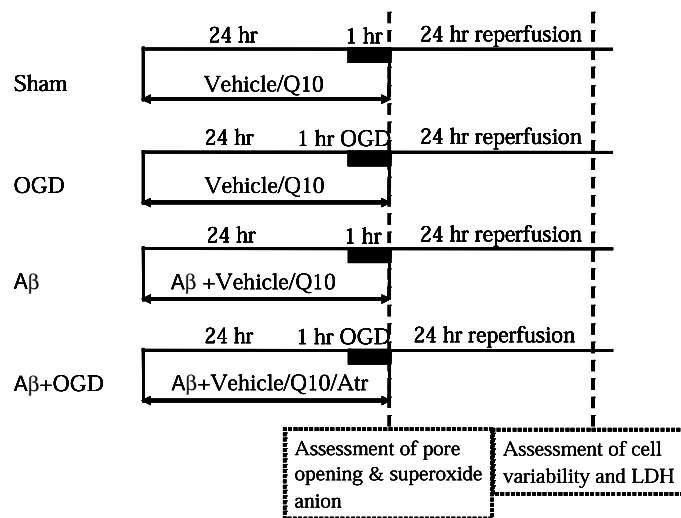 24 hr 1 hr 24 hr reperfusion
Sham Vehicle/Q10
24 hr 1 hr OGD 24 hr reperfusion
OGD Vehicle/Q10
24 hr 1 hr 24 hr reperfusion
Aβ Aβ +Vehicle/Q10
24 hr 1 hr OGD 24 hr reperfusion
Aβ+OGD Aβ+Vehicle/Q10/Atr
Assessment of pore
opening & superoxide
anion
Assessment of cell
variability and LDH